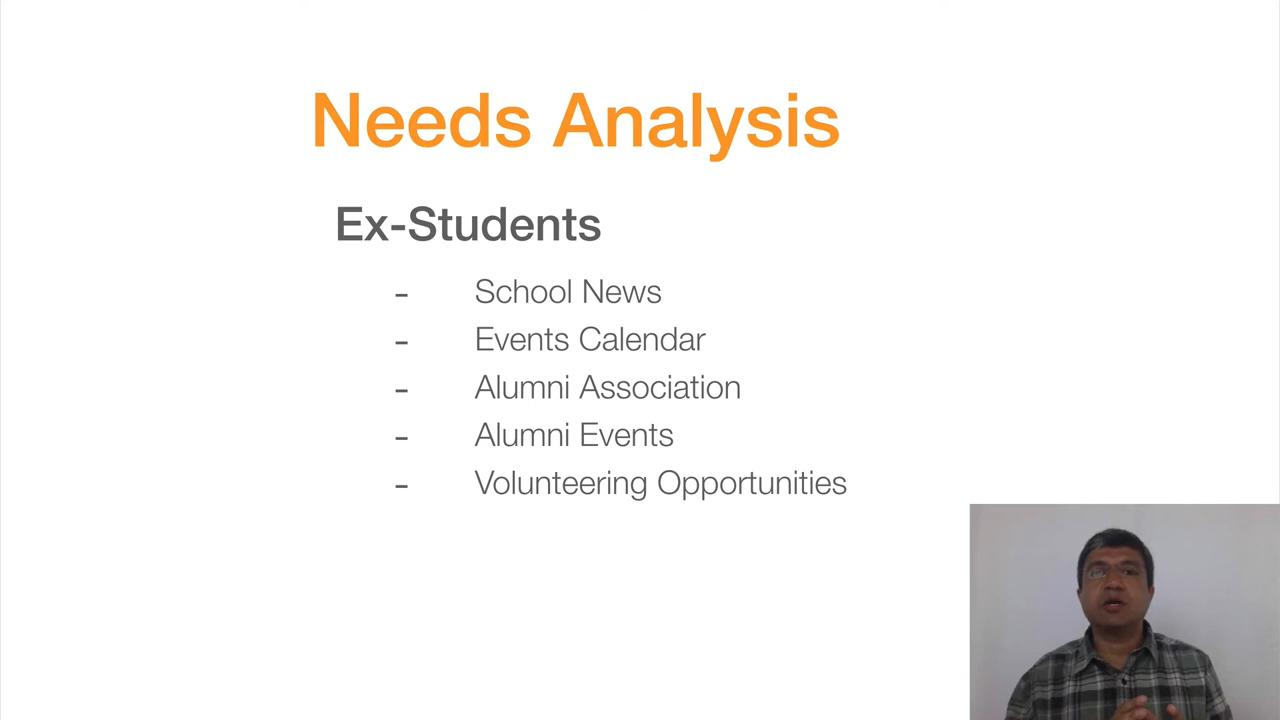 Needs Analysis
Ex-Students
- School News
- Events Calendar
- Alumni Association
- Alumni Events
- Volunteering Opportunities